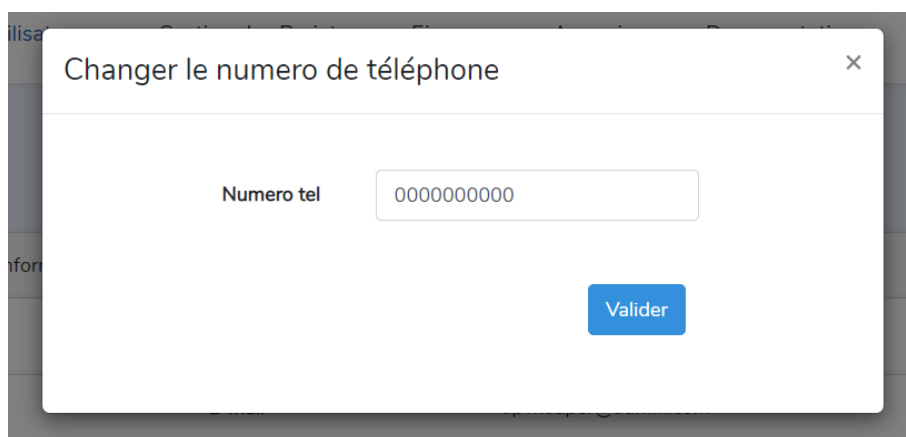 Changer le numero de téléphone
×
Numero tel
0000000000
Valider